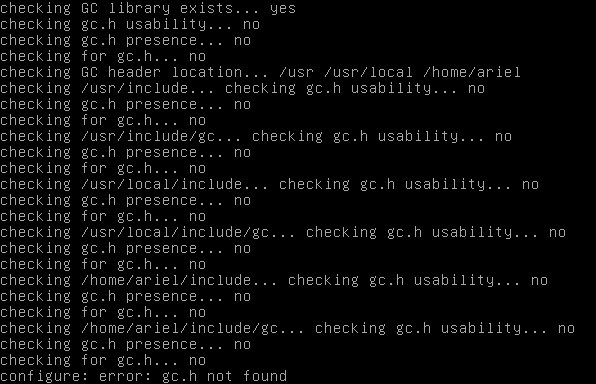 checking GC library exists... yes
checking gc.h usability... no
checking gc.h presence... no
checking for gc.h... no
checking GC header location... /usr /usr/local /home/ariel
checking /usr/include... checking gc.h usability... no
checking gc.h presence... no
checking for gc.h... no
checking /usr/include/gc... checking gc.h usability... no
checking gc.h presence... no
checking for gc.h... no
checking /usr/local/include... checking gc.h usability... no
checking gc.h presence... no
checking for gc.h... no
checking /usr/local/include/gc... checking gc.h usability... no
checking gc.h presence... no
checking for gc.h... no
checking /home/ariel/include... checking gc.h usability... no
checking gc.h presence... no
checking for gc.h... no
checking /home/ariel/include/gc... checking gc.h usability... no
checking gc.h presence... no
checking for gc.h... no
configure: error: gc.h not found